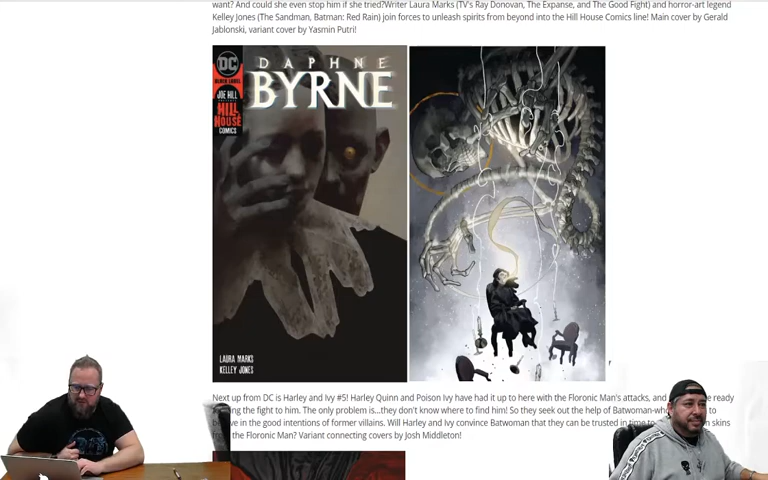 want? And could she even stop him if she tried?Writer Laura Marks (TV's Ray Donovan, The Expanse, and The Good Fight) and horror-art legend
Kelley Jones (The Sandman, Batman: Red Rain) join forces to unleash spirits from beyond into the Hill House Comics line! Main cover by Gerald
Jablonski, variant cover by Yasmin Putri!
DC
BLACK LABEL
JOE HILL
PRESENTS
HILL
HOUSE
COMICS
DAPHNE
BYRNE
LAURA MARKS
KELLEY JONES
Next up from DC is Harley and Ivy #5! Harley Quinn and Poison Ivy have had it up to here with the Floronic Man's attacks, and ready
the fight to him. The only problem is...they don't know where to find him! So they seek out the help of Batwoman-wh to
in the good intentions of former villains. Will Harley and Ivy convince Batwoman that they can be trusted in time to skins
the Floronic Man? Variant connecting covers by Josh Middleton!